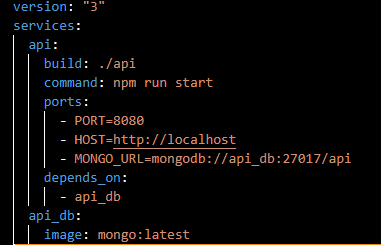 version: "3"
services:
  api:
    build: ./api
    command: npm run start
    ports:
      - PORT=8080
      - HOST=http://localhost
      - MONGO_URL=mongodb://api_db:27017/api
    depends_on:
      - api_db
  api_db:
    image: mongo:latest